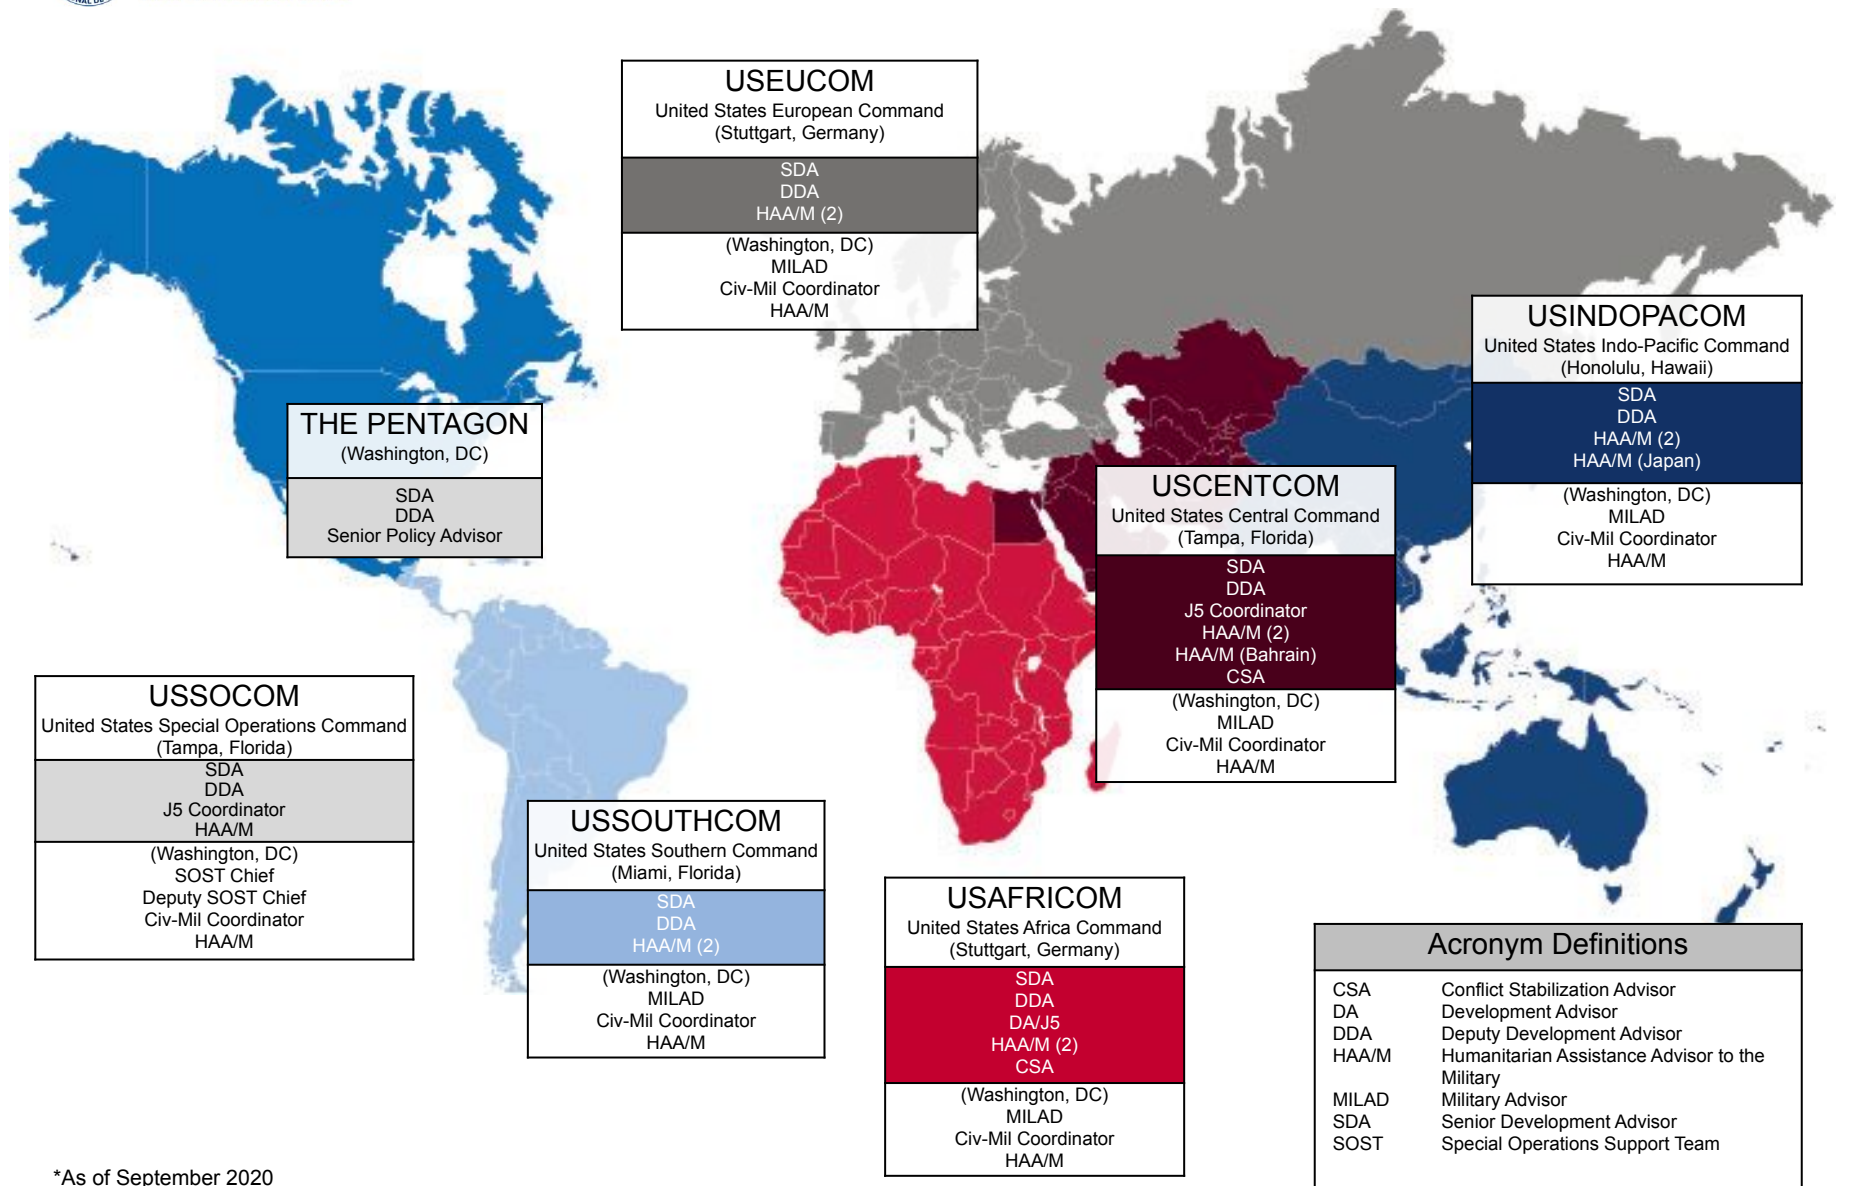 NAL DE
USEUCOM
United States European Command
(Stuttgart, Germany)
SDA
DDA
HAA/M (2)
(Washington, DC)
MILAD
Civ-Mil Coordinator
HAA/M
USINDOPACOM
United States Indo-Pacific Command
(Honolulu, Hawaii)
SDA
DDA
HAA/M (2)
HAA/M (Japan)
(Washington, DC)
MILAD
Civ-Mil Coordinator
HAA/M
THE PENTAGON
(Washington, DC)
SDA
DDA
Senior Policy Advisor
USCENTCOM
United States Central Command
(Tampa, Florida)
SDA
DDA
J5 Coordinator
HAA/M (2)
HAA/M (Bahrain)
CSA
(Washington, DC)
MILAD
Civ-Mil Coordinator
HAA/M
USSOCOM
United States Special Operations Command
(Tampa, Florida)
SDA
DDA
J5 Coordinator
HAA/M
(Washington, DC)
SOST Chief
Deputy SOST Chief
Civ-Mil Coordinator
HAA/M
USSOUTHCOM
United States Southern Command
(Miami, Florida)
SDA
DDA
HAA/M (2)
(Washington, DC)
MILAD
Civ-Mil Coordinator
HAA/M
USAFRICOM
United States Africa Command
(Stuttgart, Germany)
SDA
DDA
DA/J5
HAA/M (2)
CSA
(Washington, DC)
MILAD
Civ-Mil Coordinator
HAA/M
Acronym Definitions
CSA Conflict Stabilization Advisor
DA Development Advisor
DDA Deputy Development Advisor
HAA/M Humanitarian Assistance Advisor to the
Military
MILAD Military Advisor
SDA Senior Development Advisor
SOST Special Operations Support Team
*As of September 2020